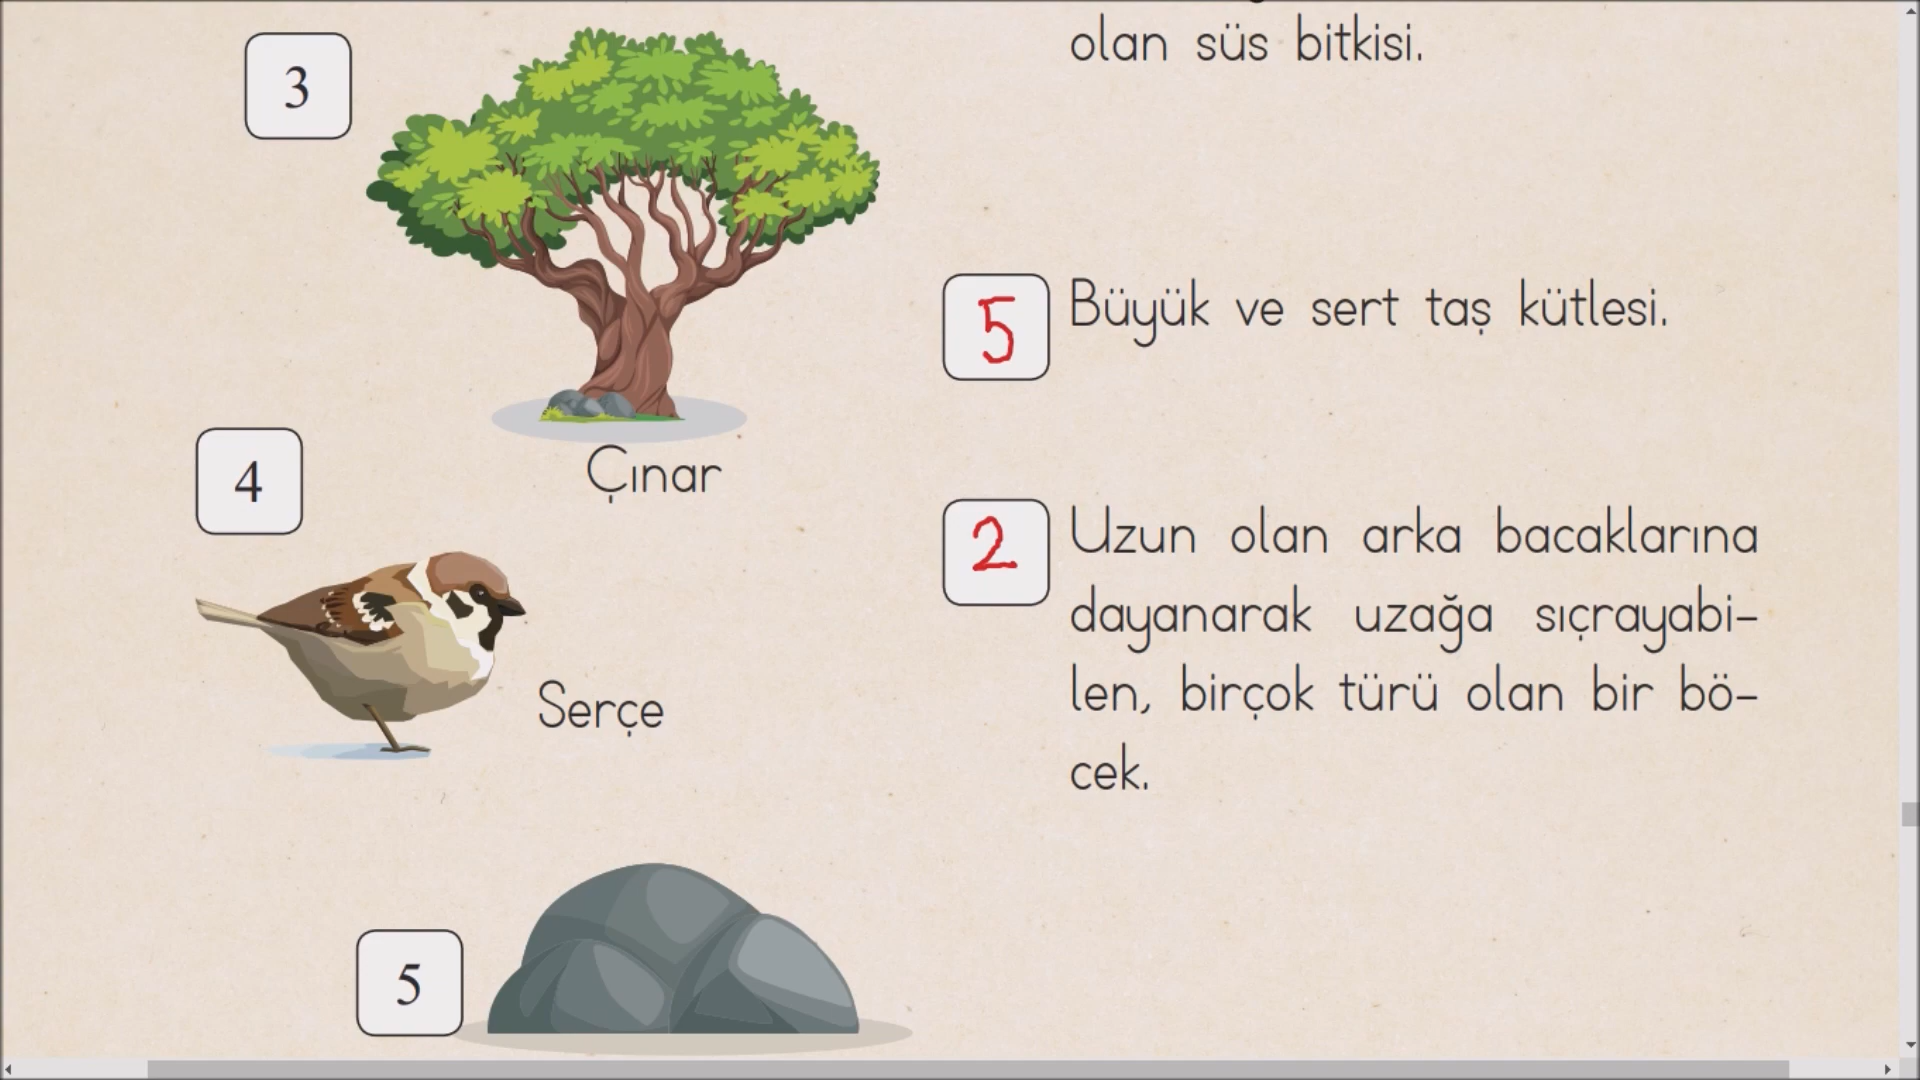 3
Çınar
4
Serçe
5
olan süs bitkisi.
5 Büyük ve sert taş kütlesi.
2 Uzun olan arka bacaklarına
dayanarak uzağa sıçrayabi-
len, birçok türü olan bir bö-
cek.